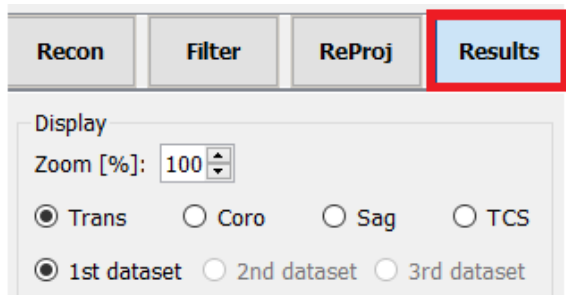 Recon Filter ReProj Results
Display
Zoom [%]: 100
Trans Coro Sag TCS
1st dataset 2nd dataset 3rd dataset